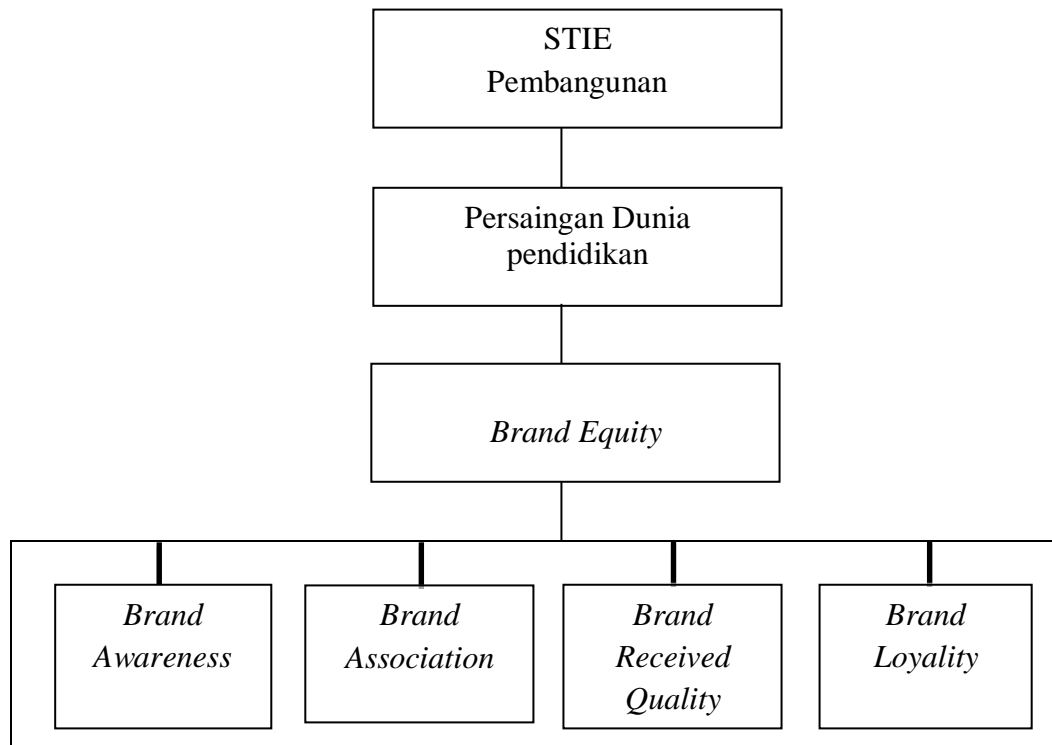 STIE
Pembangunan
Persaingan Dunia
pendidikan
Brand Equity
Brand
Awareness
Brand
Association
Brand
Received
Quality
Brand
Loyality